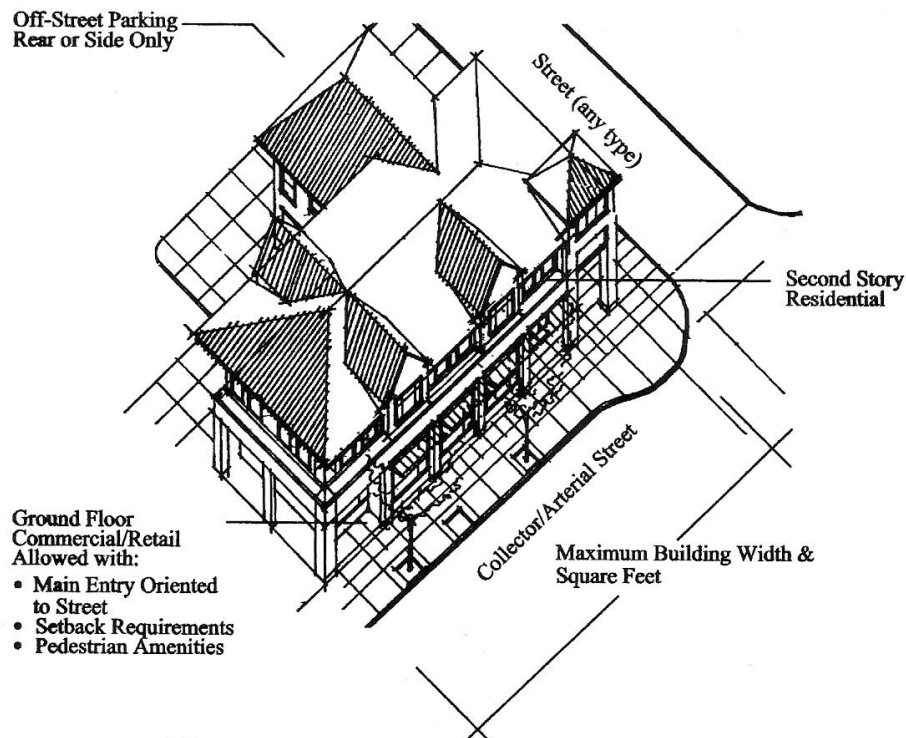 Off-Street Parking
Rear or Side Only
Street (any type)
Second Story
Residential
Collector/Arterial Street
Maximum Building Width &
Square Feet
Ground Floor
Commercial/Retail
Allowed with:
• Main Entry Oriented
to Street
• Setback Requirements
• Pedestrian Amenities